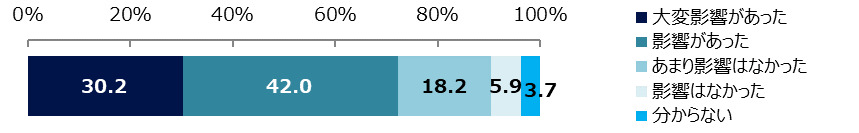 0% 20% 40% 60% 80% 100%
30.2 42.0 18.2 5.9 3.7
大変影響があった
影響があった
あまり影響はなかった
影響はなかった
分からない